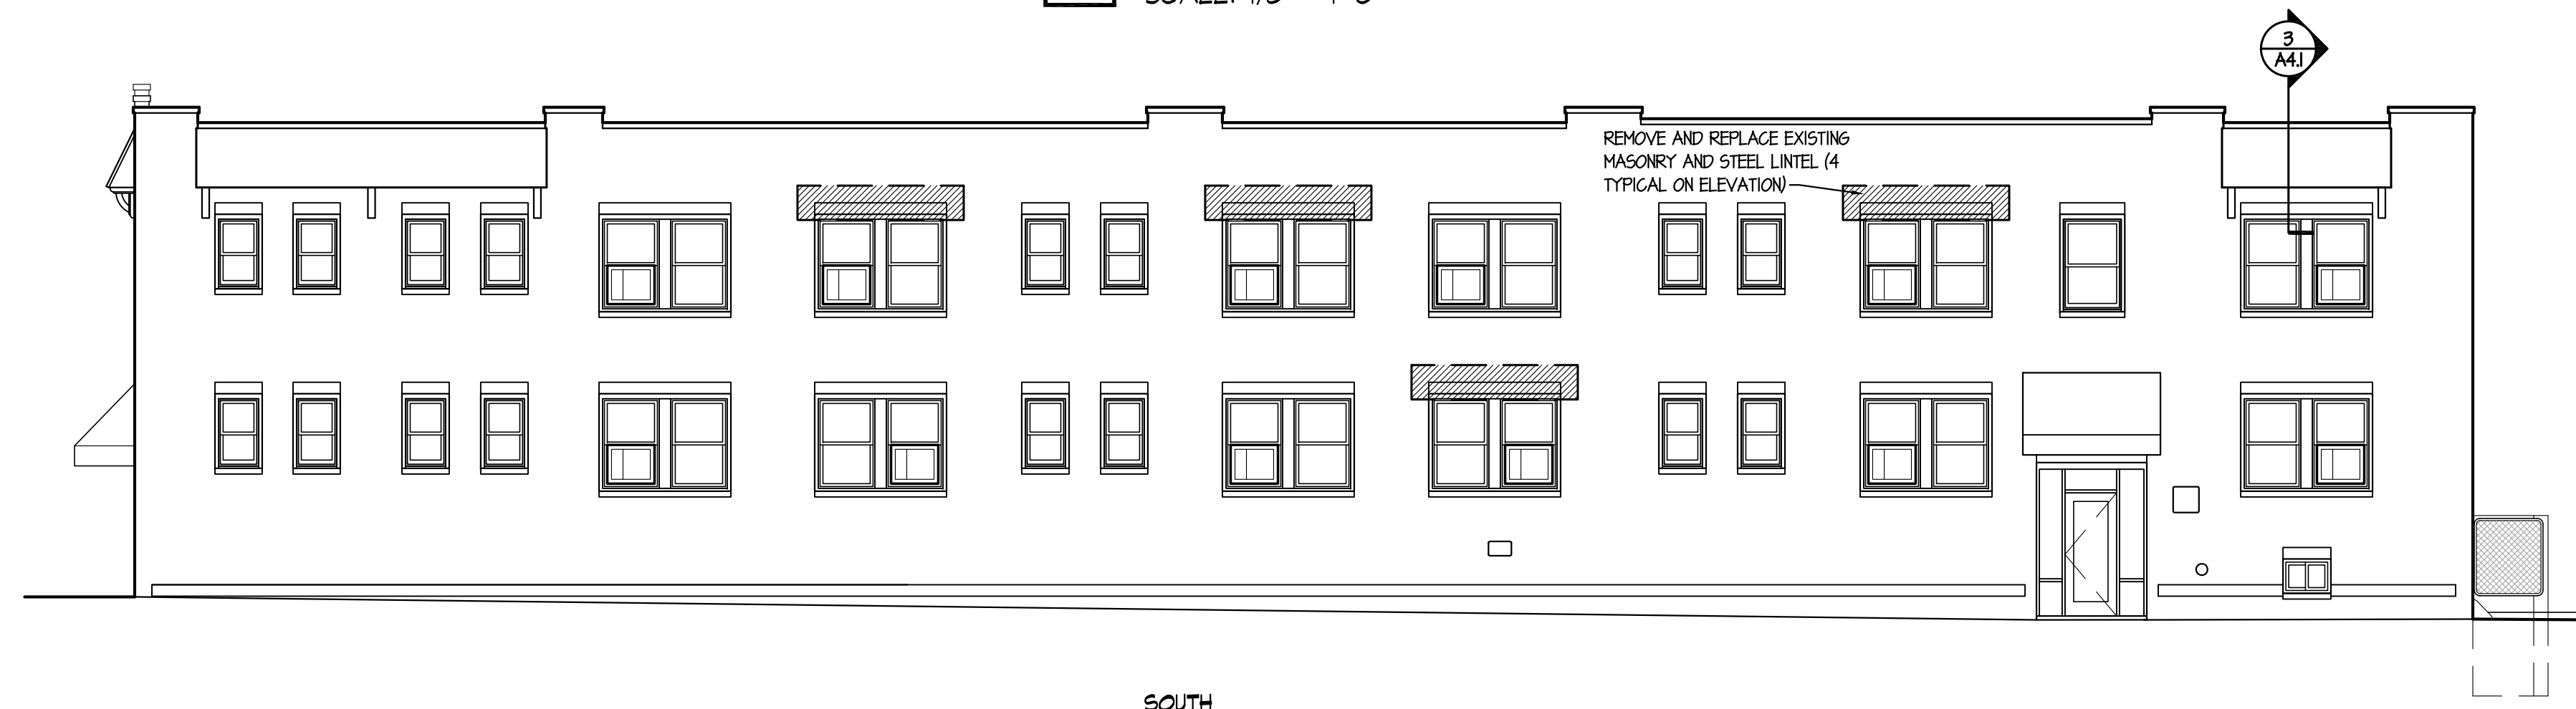 3
A4.1
REMOVE AND REPLACE EXISTING
MASONRY AND STEEL LINTEL (4
TYPICAL ON ELEVATION)
SOUTH